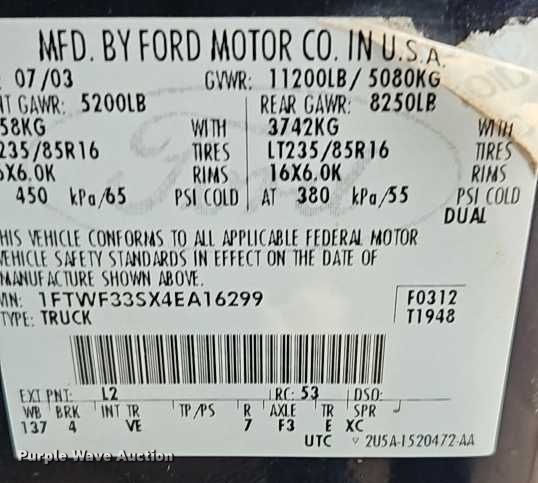 MFD. BY FORD MOTOR CO. IN U.S.A.
07/03 GVWR: 11200LB/ 5080KG
NT GAWR: 5200LB REAR GAWR: 8250LB
58KG WITH 3742KG WITH
235/85R16 TIRES LT235/85R16 TIRES
6X6.0K RIMS 16X6.0K RIMS
450 kPa/65 PSI COLD AT 380 kPa/55 PSI COLD
DUAL
HIS VEHICLE CONFORMS TO ALL APPLICABLE FEDERAL MOTOR
VEHICLE SAFETY STANDARDS IN EFFECT ON THE DATE OF
MANUFACTURE SHOWN ABOVE.
VIN: 1FTWF33SX4EA16299 F0312
TYPE: TRUCK T1948
EXT PNT: L2 RC: 53 DSO:
WB BRK INT TR TP/PS R AXLE TR SPR
137 4 VE 7 F3 E XC
UTC ▽ 2U5A-1520472-AA
Purple Wave Auction
Ford